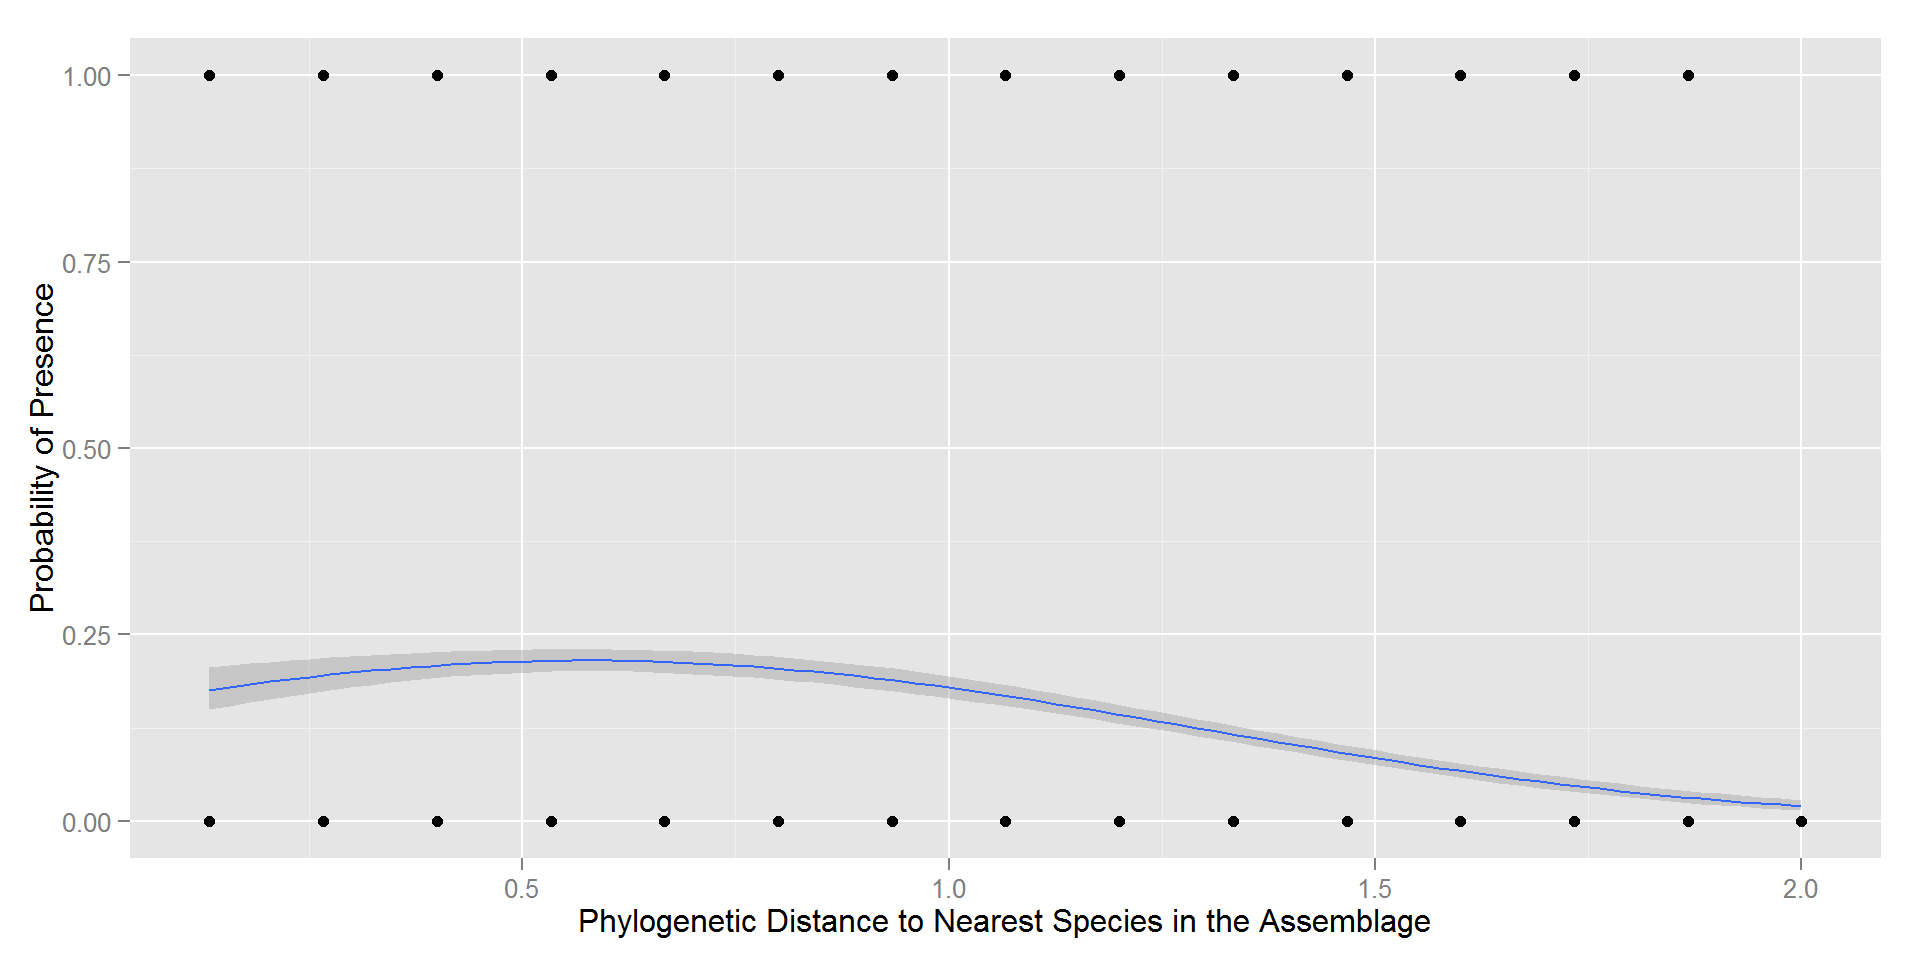 1.00
0.75
0.50
0.25
0.00
Probability of Presence
0.5 1.0 1.5 2.0
Phylogenetic Distance to Nearest Species in the Assemblage